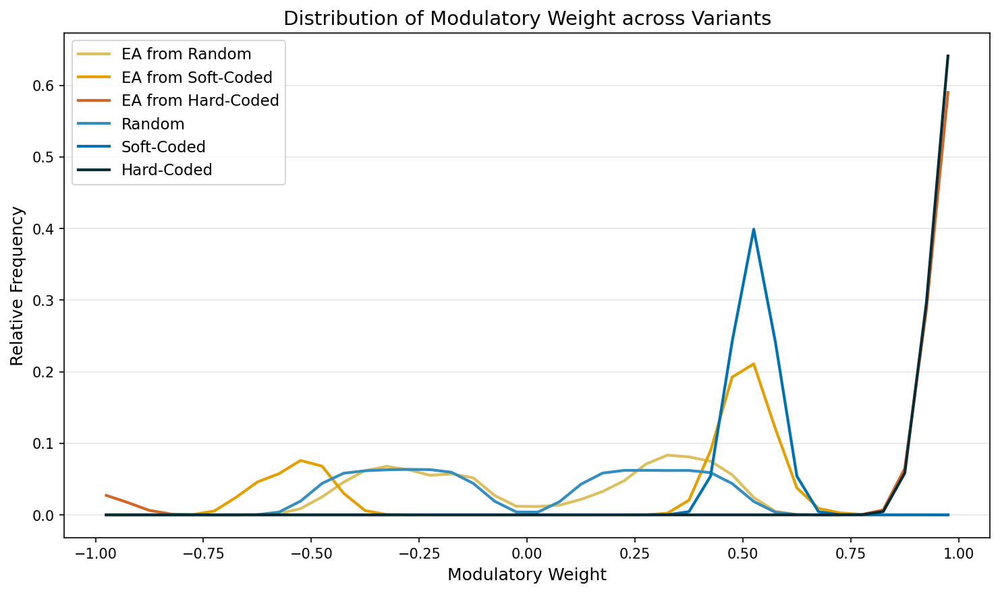 Distribution of Modulatory Weight across Variants
EA from Random
EA from Soft-Coded
EA from Hard-Coded
Random
Soft-Coded
Hard-Coded
Relative Frequency
0.6
0.5
0.4
0.3
0.2
0.1
0.0
−1.00
−0.75
−0.50
−0.25
0.00
0.25
0.50
0.75
1.00
Modulatory Weight